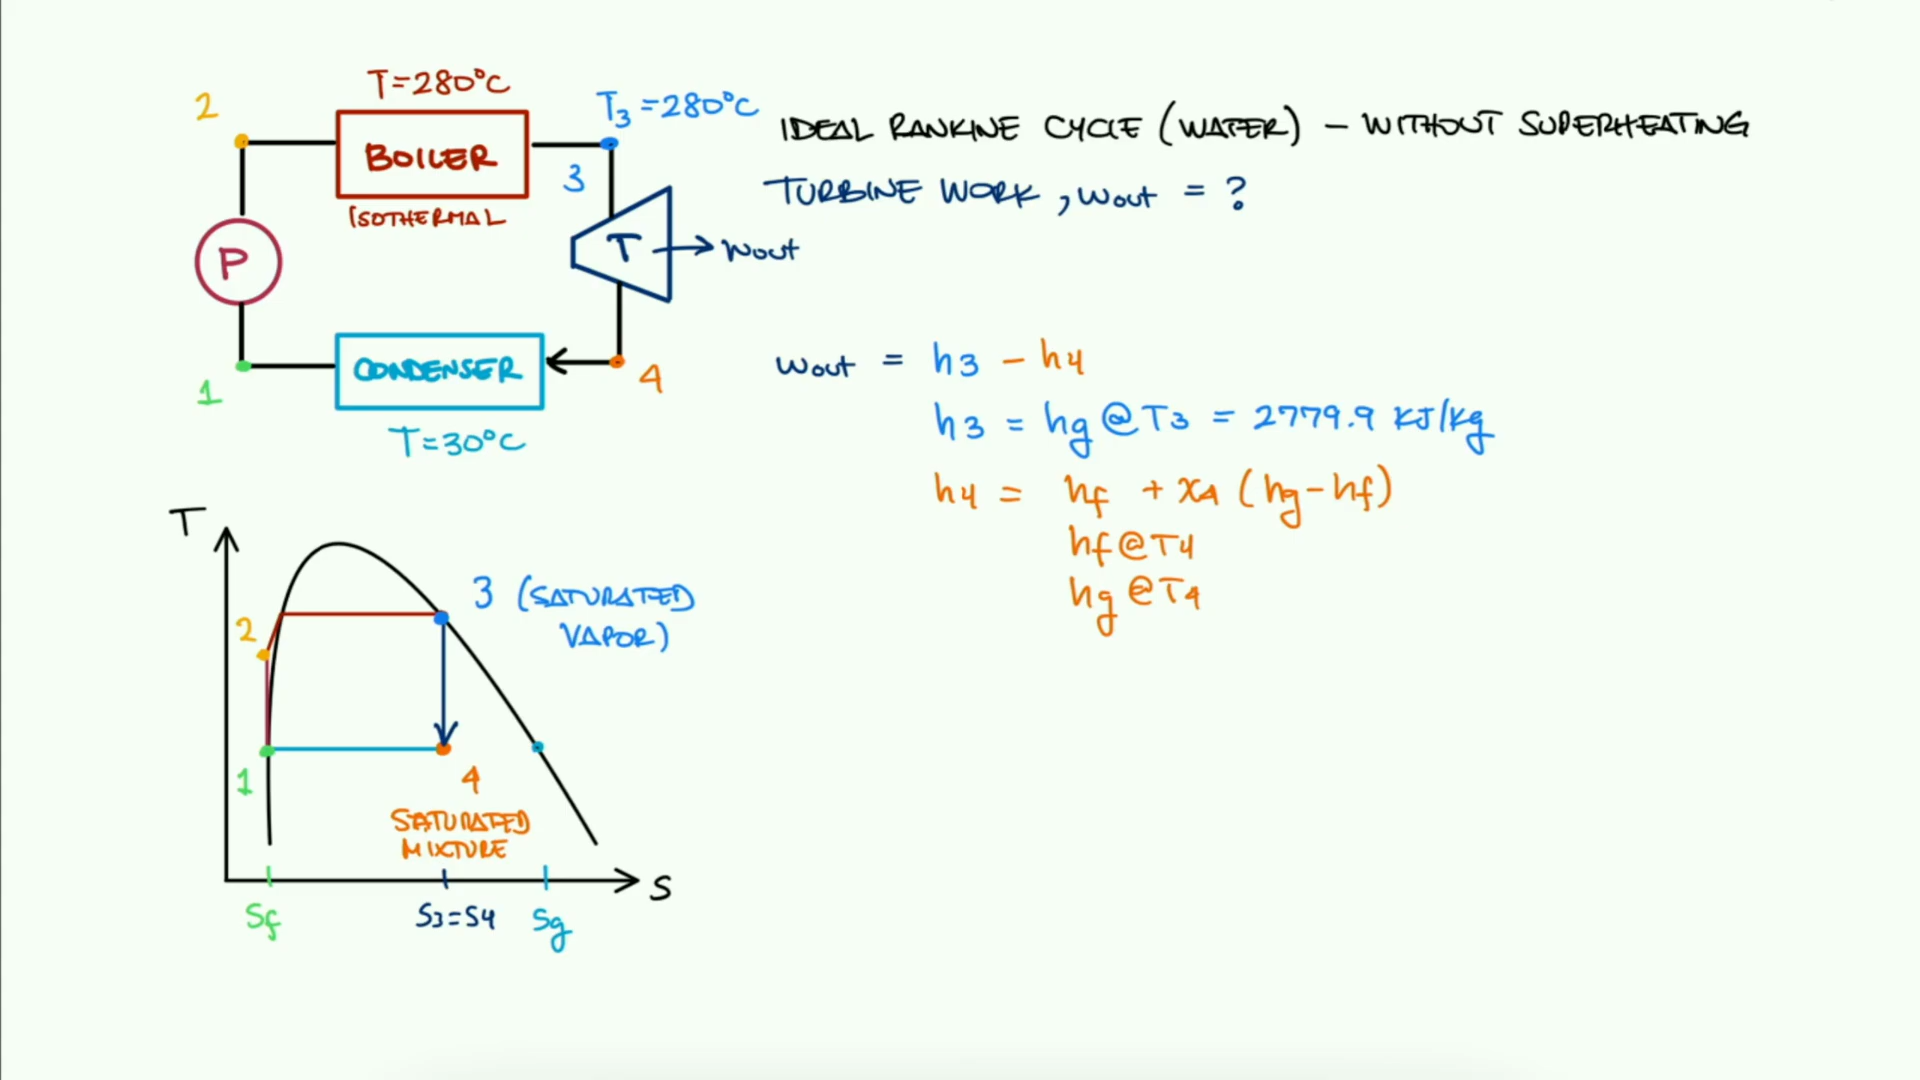 T=280°C
2
BOILER
ISOTHERMAL
T3 =280°C
3
P
T → wout
1
CONDENSER
4
T=30°C
IDEAL RANKINE CYCLE (WATER) – WITHOUT SUPERHEATING
TURBINE WORK, wout = ?
wout = h3 – h4
h3 = hg @T3 = 2779.9 kJ/kg
h4 = hf + x4 (hg-hf)
hf@T4
hg@T4
T
3 (SATURATED
VAPOR)
2
1
4
SATURATED
MIXTURE
S
Sf
S3=S4
Sg